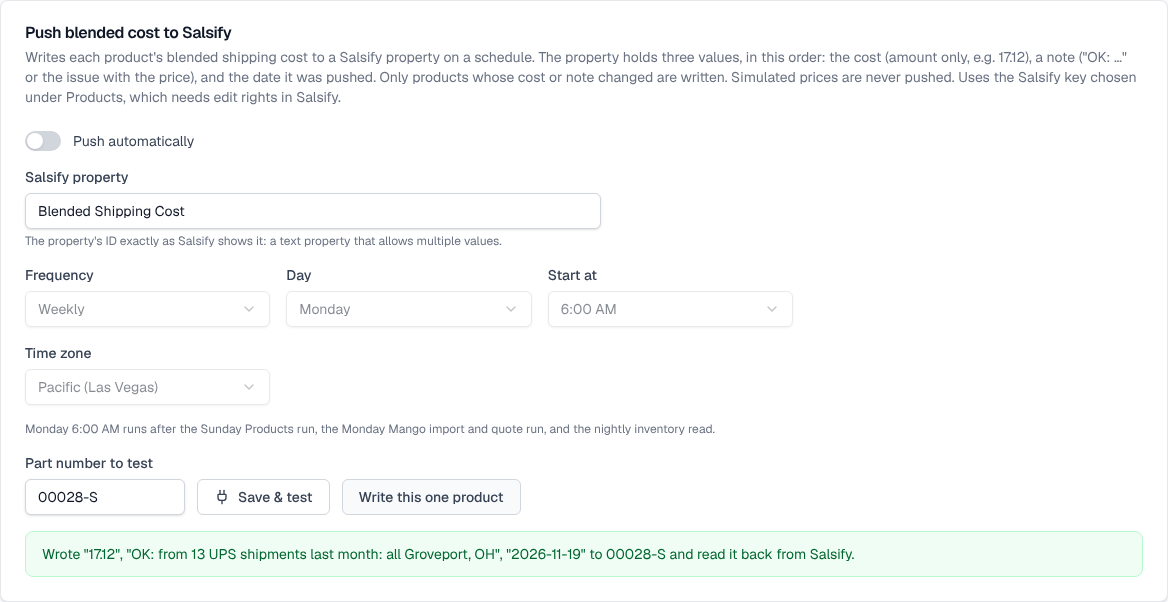 Push blended cost to Salsify
Writes each product's blended shipping cost to a Salsify property on a schedule. The property holds three values, in this order: the cost (amount only, e.g. 17.12), a note ("OK: ..."
or the issue with the price), and the date it was pushed. Only products whose cost or note changed are written. Simulated prices are never pushed. Uses the Salsify key chosen
under Products, which needs edit rights in Salsify.
Push automatically
Salsify property
Blended Shipping Cost
The property's ID exactly as Salsify shows it: a text property that allows multiple values.
Frequency Day Start at
Weekly Monday 6:00 AM
Time zone
Pacific (Las Vegas)
Monday 6:00 AM runs after the Sunday Products run, the Monday Mango import and quote run, and the nightly inventory read.
Part number to test
00028-S Save & test Write this one product
Wrote "17.12", "OK: from 13 UPS shipments last month: all Groveport, OH", "2026-11-19" to 00028-S and read it back from Salsify.